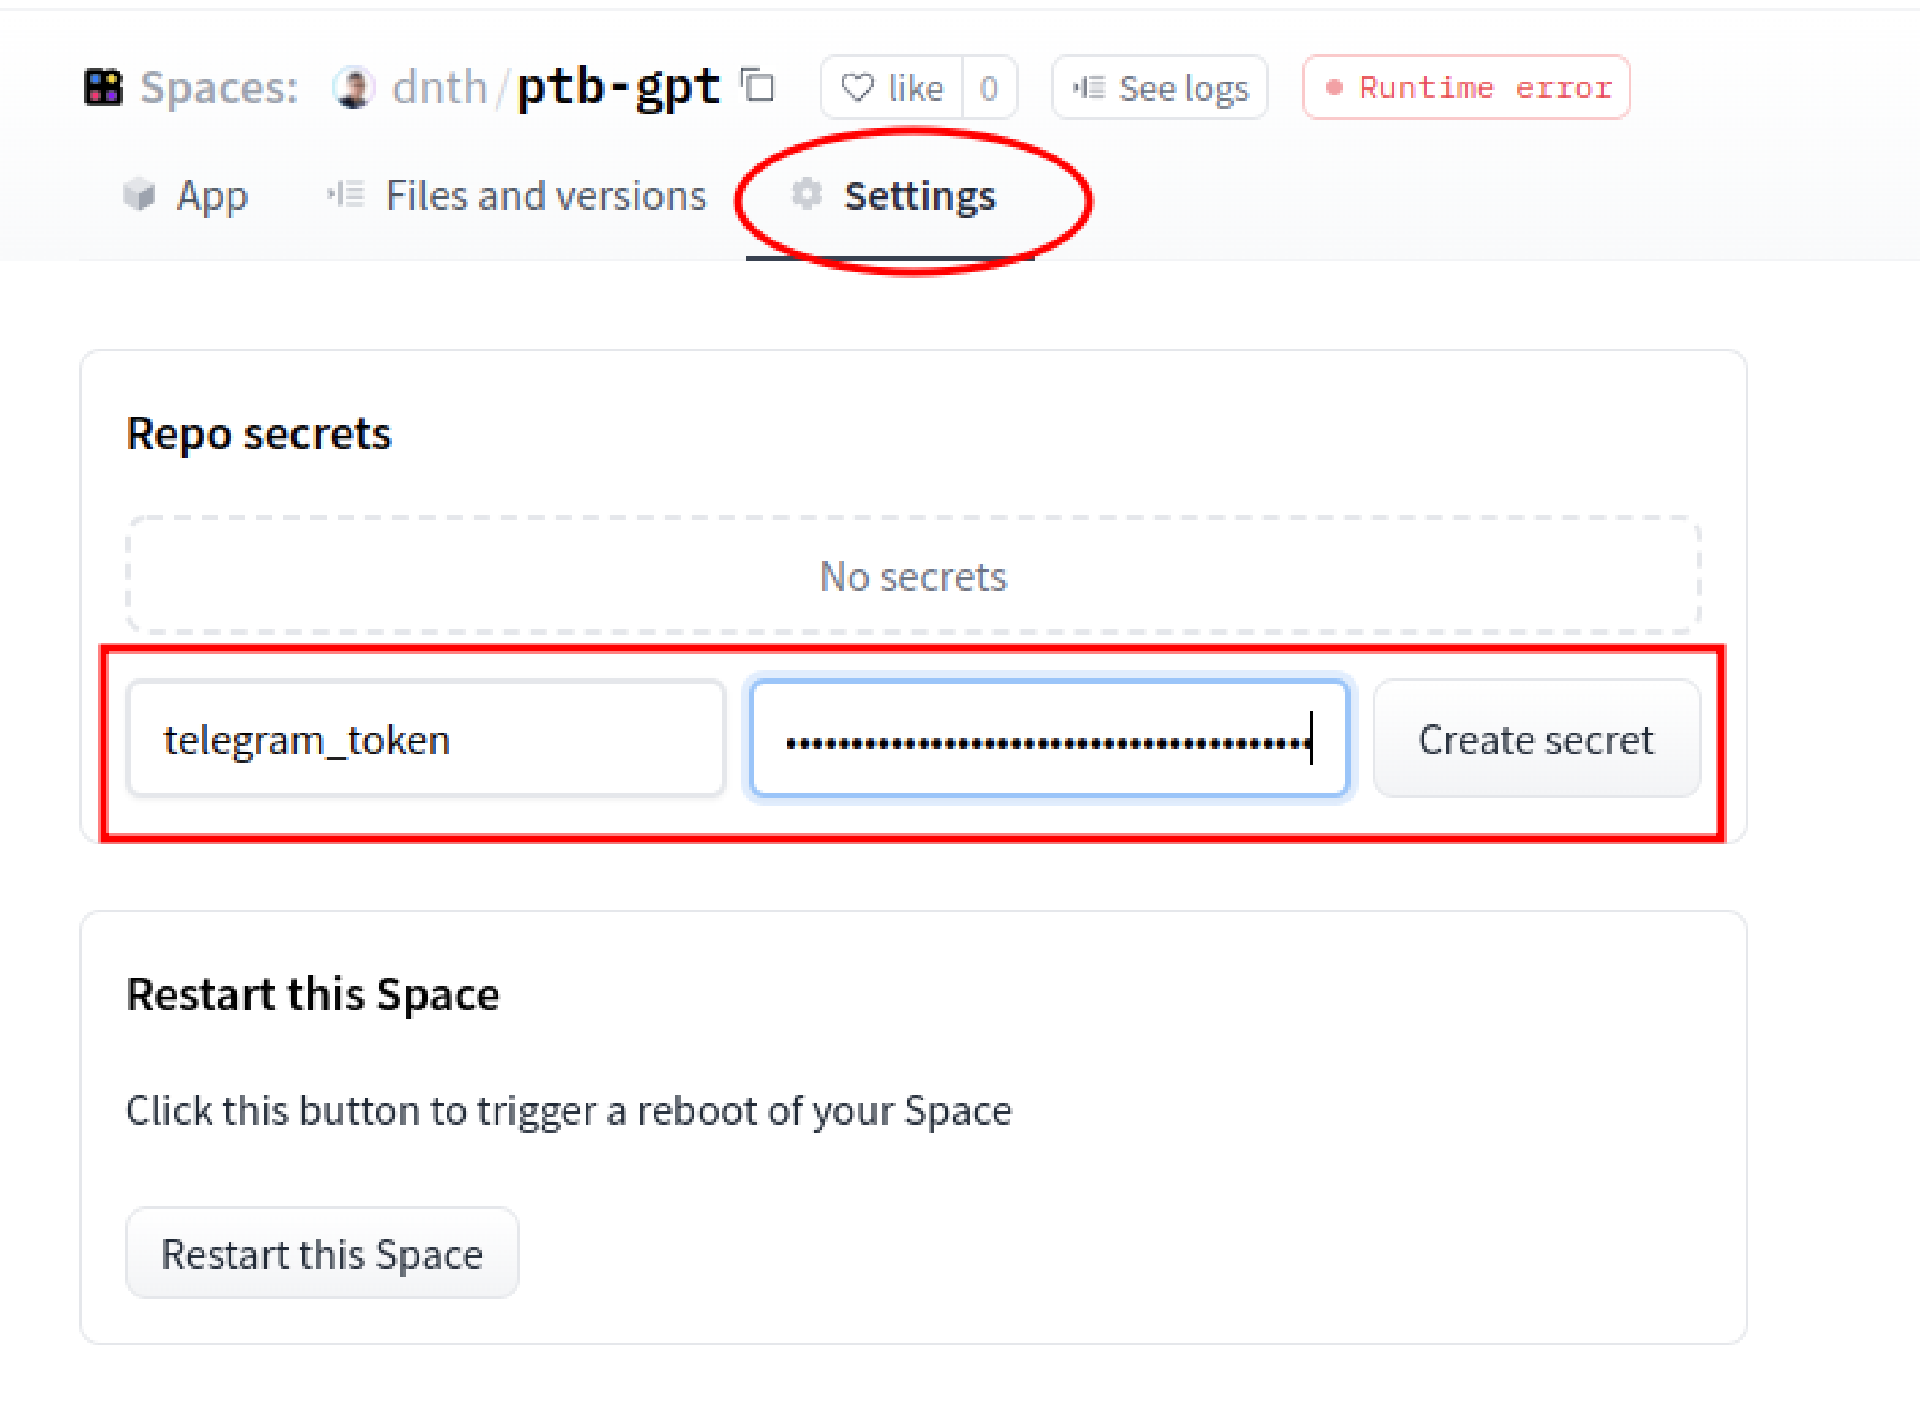 Spaces: dnth/ptb-gpt like 0 See logs Runtime error
App Files and versions Settings
Repo secrets
No secrets
telegram_token •••••••••••••••••••••••••••••••••••••••• Create secret
Restart this Space
Click this button to trigger a reboot of your Space
Restart this Space